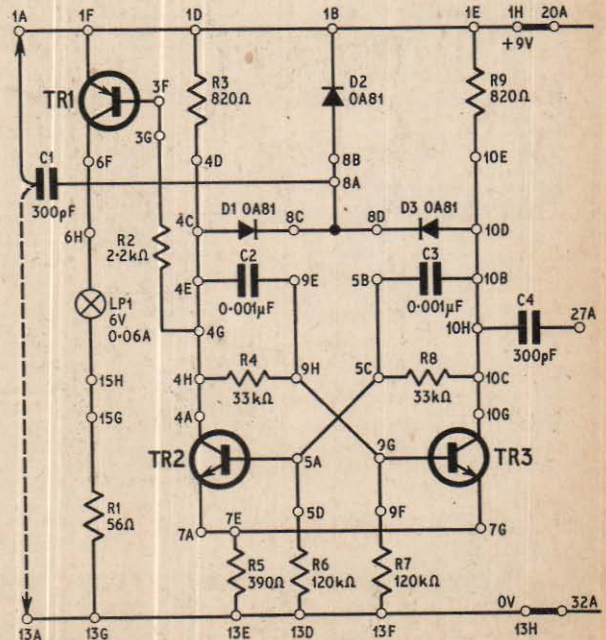 1A 1F 1D 1B 1E 1H 20A
+9V
TR1
3F
R3
820Ω
D2
0A81
R9
820Ω
3G
6F
4D
8B
10E
C1
300pF
8A
D1 0A81
8C
8D
D3 0A81
4C
10D
6H
R2
2·2kΩ
C2
0·001µF
9E
5B
C3
0·001µF
4E
10B
C4
300pF
27A
LP1
6V
0·06A
4G
10H
15H
4H
R4
33kΩ
9H
5C
R8
33kΩ
10C
15G
4A
10G
TR2
5A
9G
TR3
R1
56Ω
5D
9F
7A
7E
7G
R5
390Ω
R6
120kΩ
R7
120kΩ
0V
32A
13A 13G 13E 13D 13F 13H